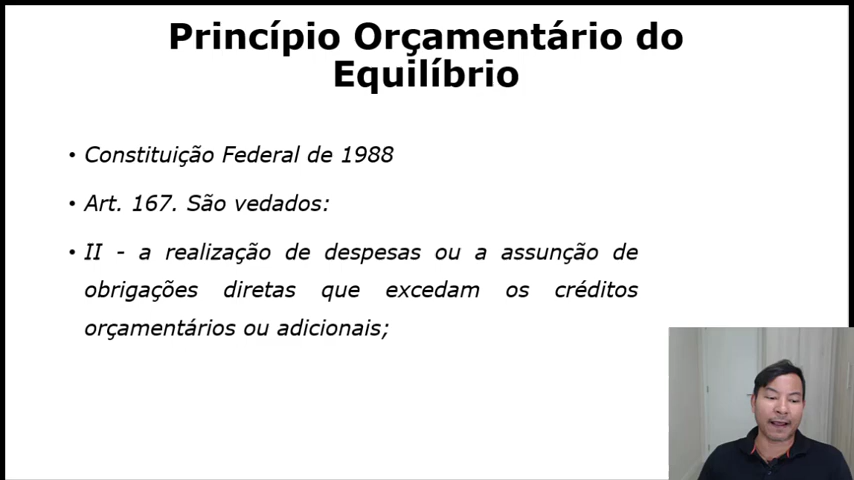 Princípio Orçamentário do
Equilíbrio
• Constituição Federal de 1988
• Art. 167. São vedados:
• II - a realização de despesas ou a assunção de
obrigações diretas que excedam os créditos
orçamentários ou adicionais;